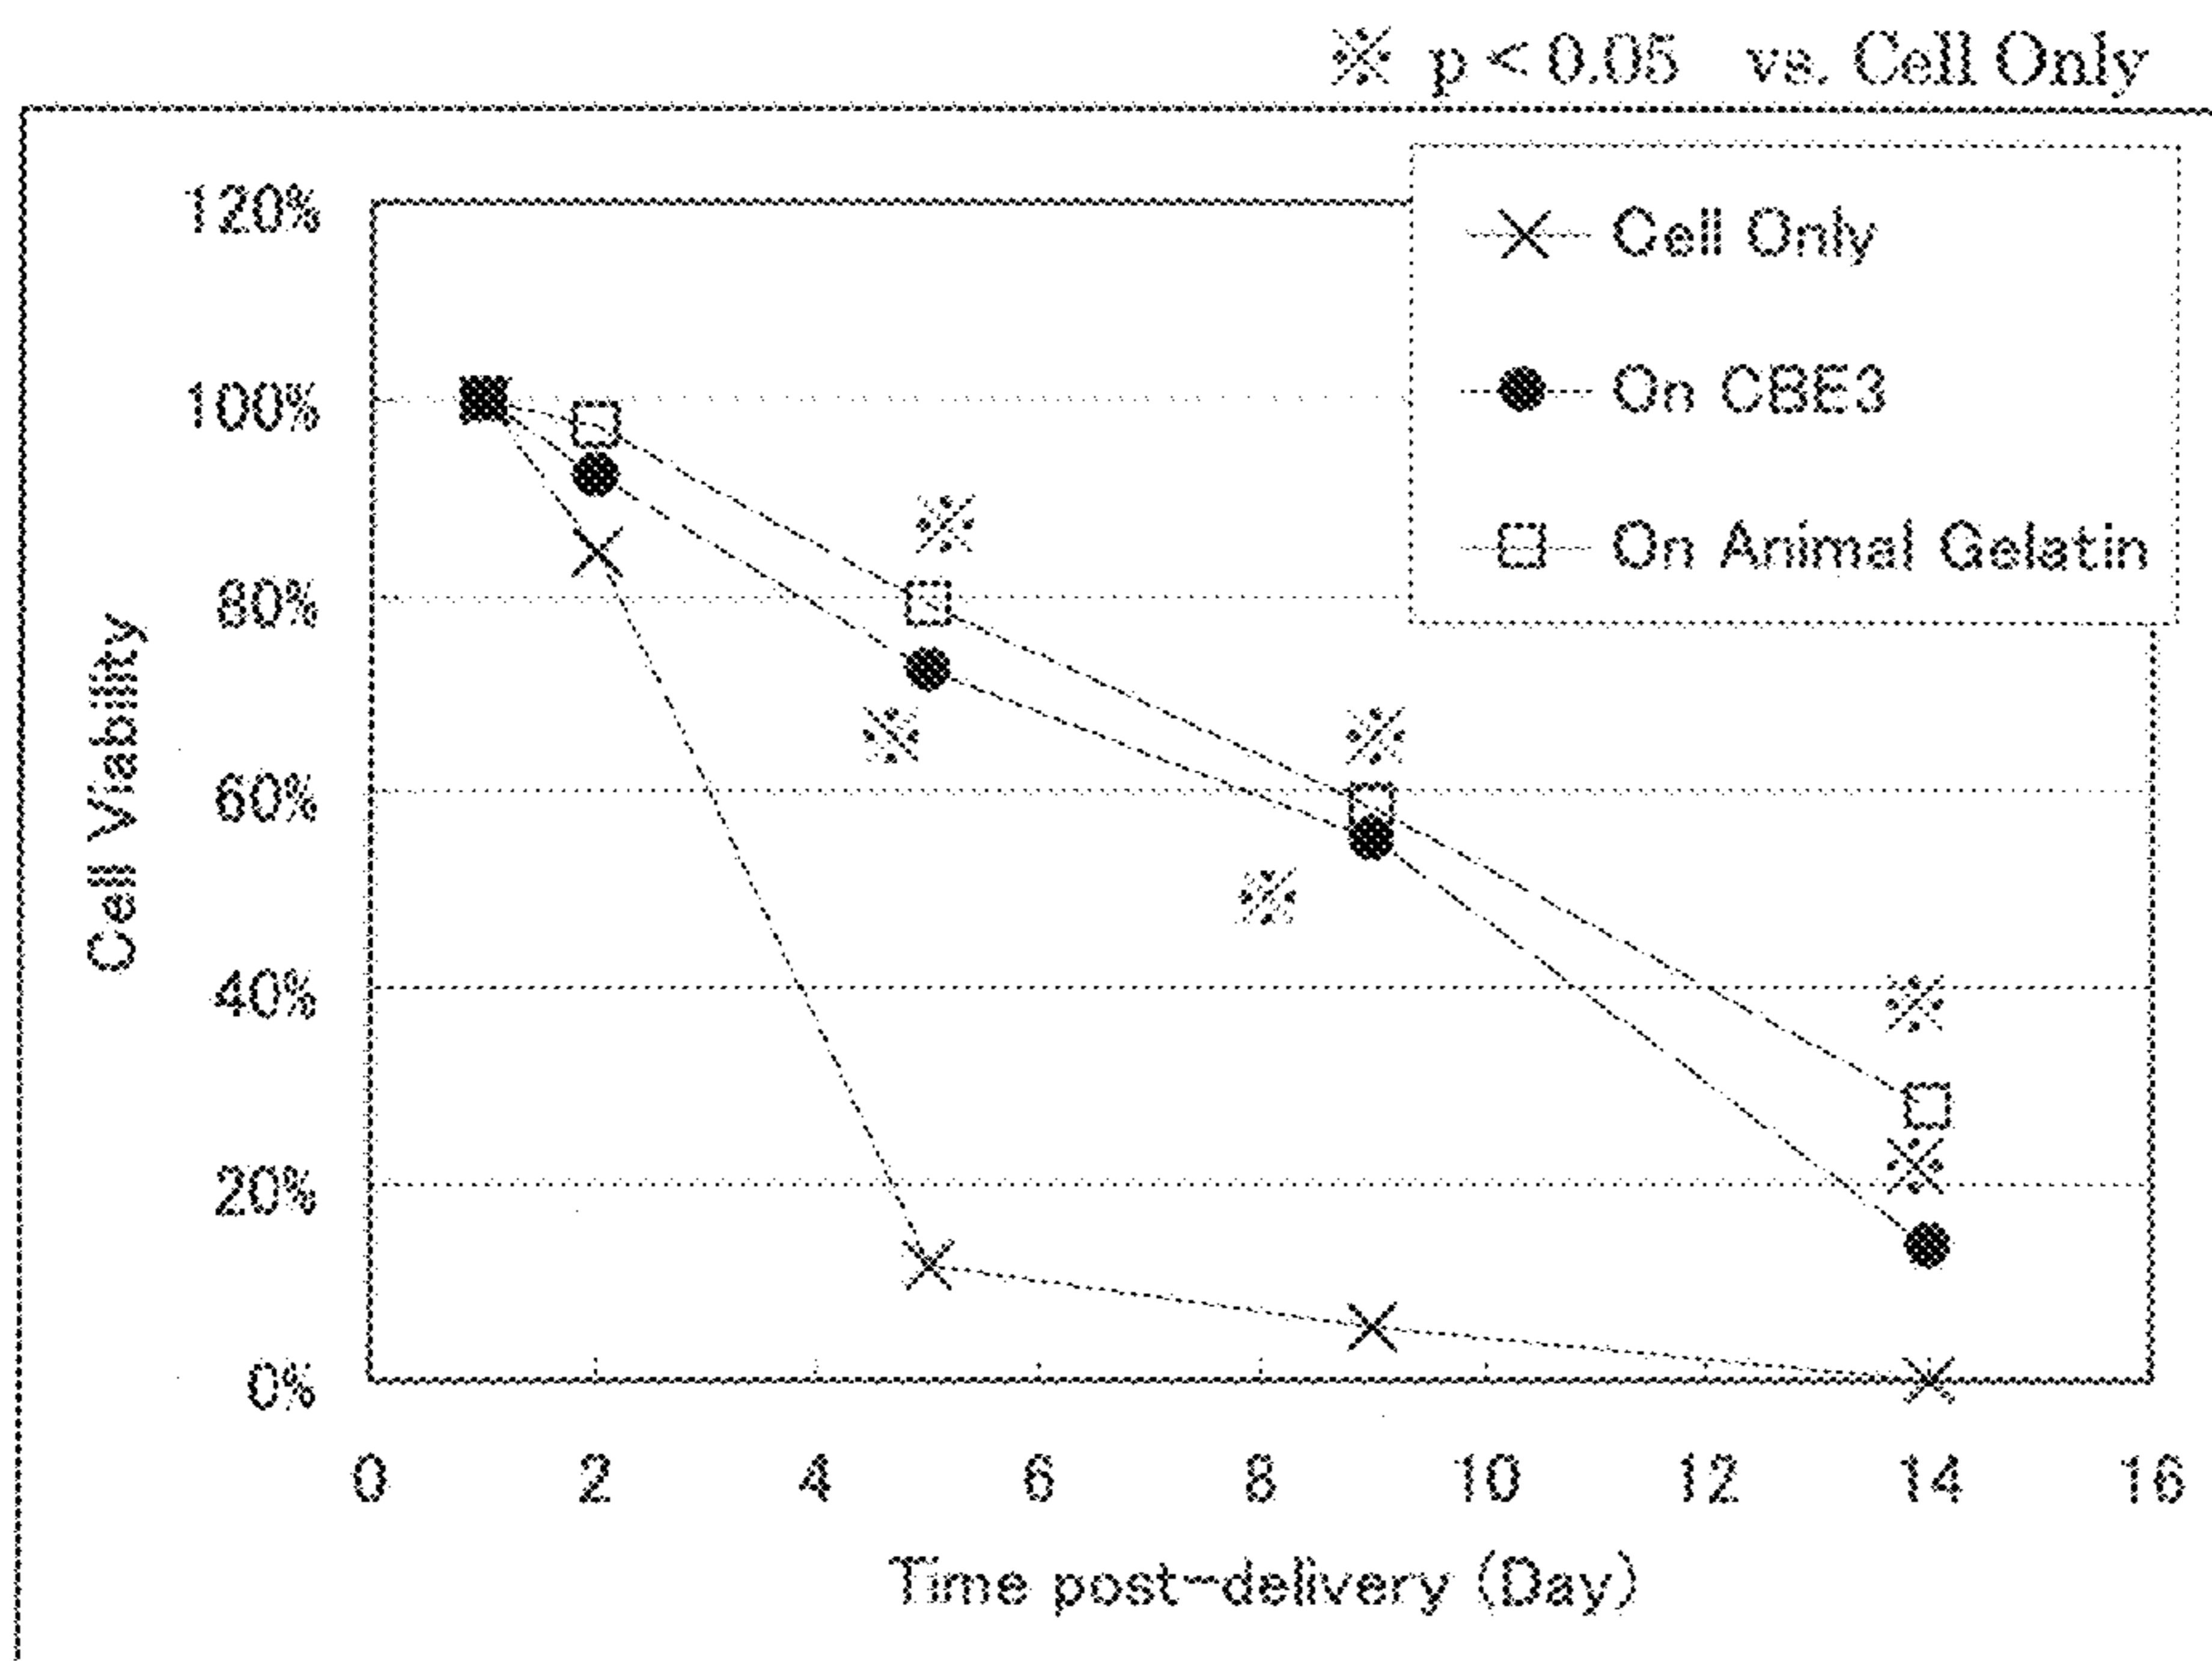 ※ p < 0.05 vs. Cell Only
Cell Only
On CBE3
On Animal Gelatin
120%
100%
80%
60%
40%
20%
0%
Cell Viability
0 2 4 6 8 10 12 14 16
Time post-delivery (Day)
※
※
※
※
※
※